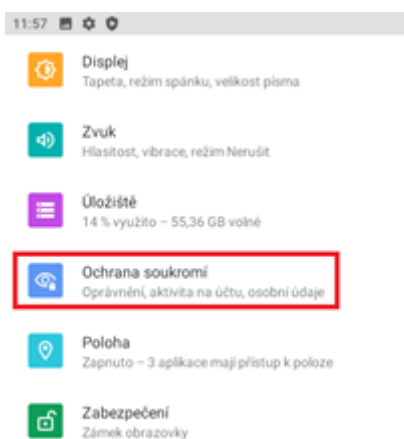 11:57
Displej
Tapeta, režim spánku, velikost písma
Zvuk
Hlasitost, vibrace, režim Nerušit
Úložiště
14 % využito – 55,36 GB volné
Ochrana soukromí
Oprávnění, aktivita na účtu, osobní údaje
Poloha
Zapnuto – 3 aplikace mají přístup k poloze
Zabezpečení
Zámek obrazovky